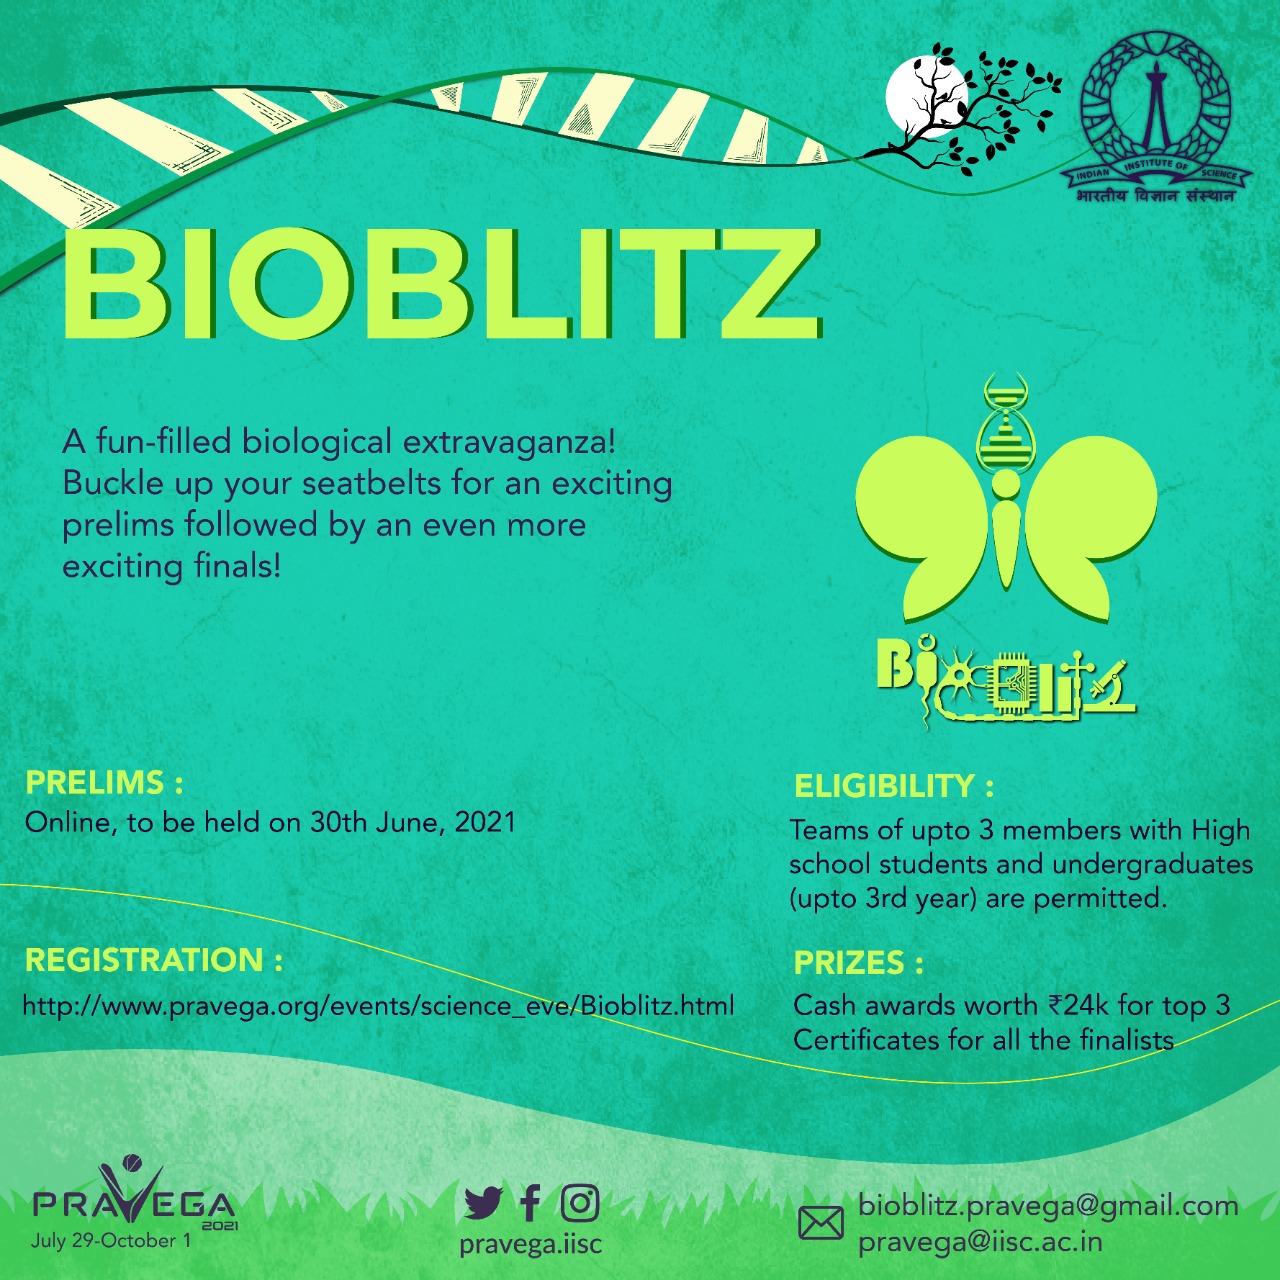 INDIAN INSTITUTE OF SCIENCE
भारतीय विज्ञान संस्थान
BIOBLITZ
A fun-filled biological extravaganza!
Buckle up your seatbelts for an exciting
prelims followed by an even more
exciting finals!
BioBlitz
PRELIMS :
Online, to be held on 30th June, 2021
ELIGIBILITY :
Teams of upto 3 members with High
school students and undergraduates
(upto 3rd year) are permitted.
REGISTRATION :
http://www.pravega.org/events/science_eve/Bioblitz.html
PRIZES :
Cash awards worth ₹24k for top 3
Certificates for all the finalists
PRAVEGA
2021
July 29-October 1
pravega.iisc
bioblitz.pravega@gmail.com
pravega@iisc.ac.in